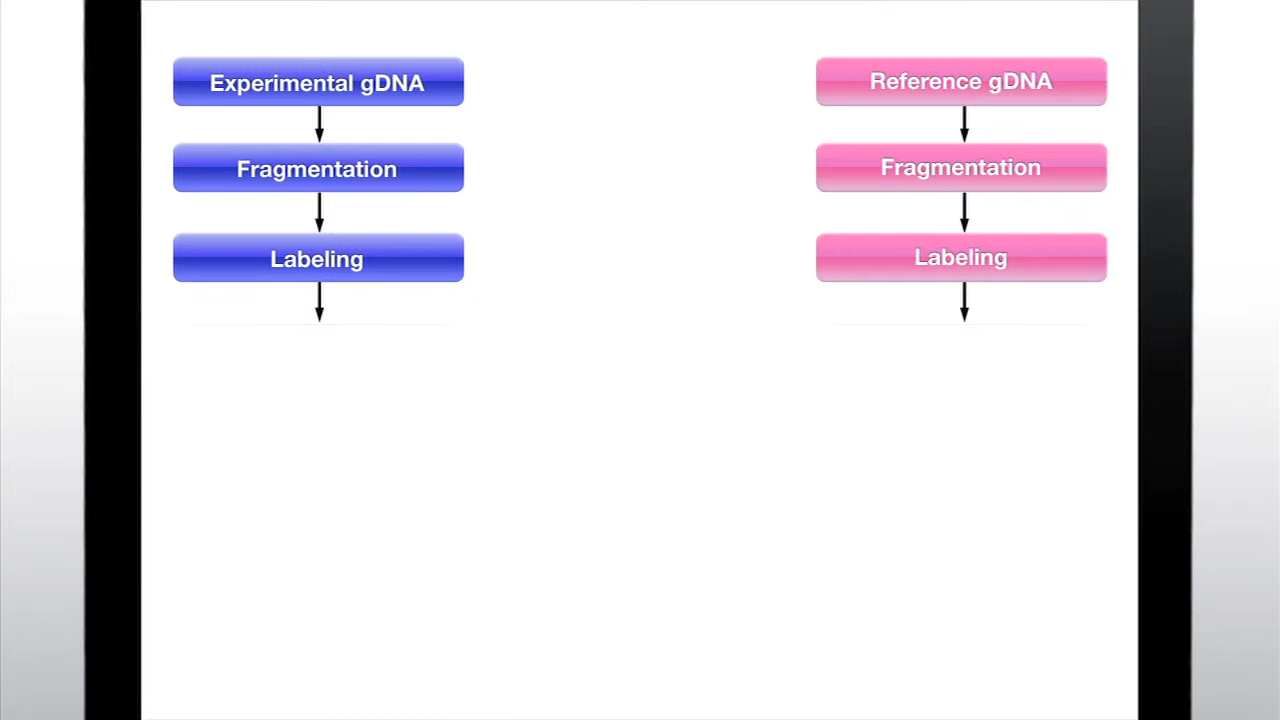 Experimental gDNA
Fragmentation
Labeling
Reference gDNA
Fragmentation
Labeling